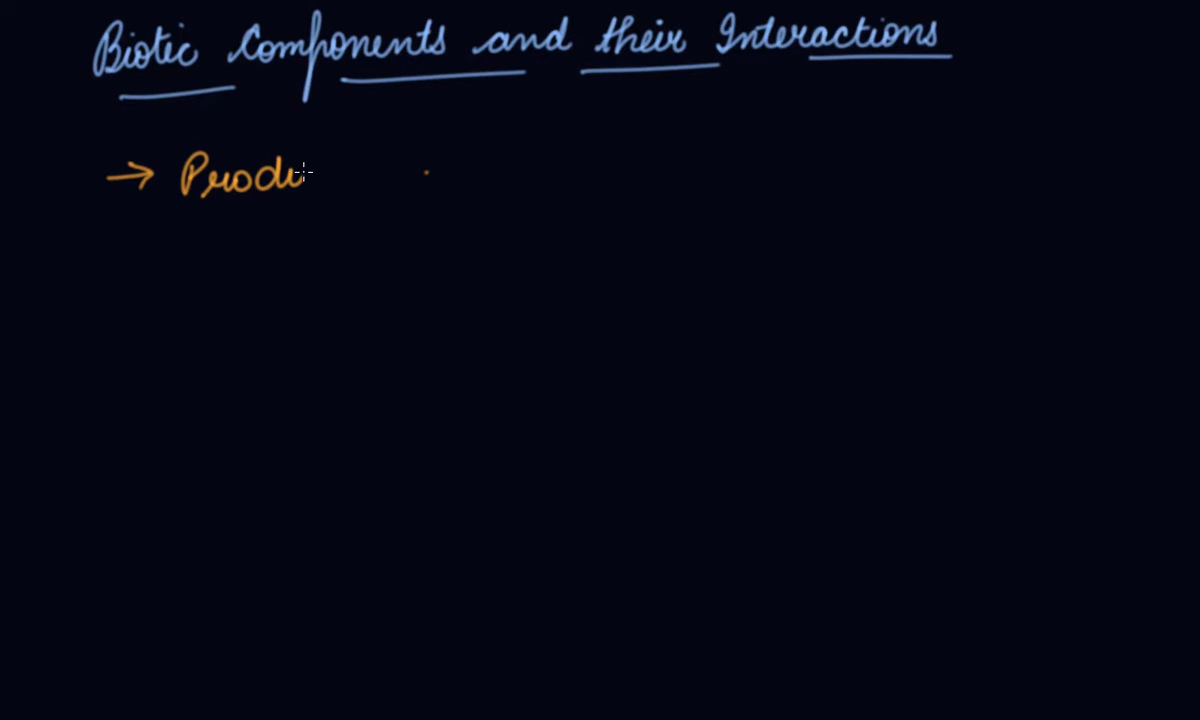 Biotic Components and their Interactions
→ Produ